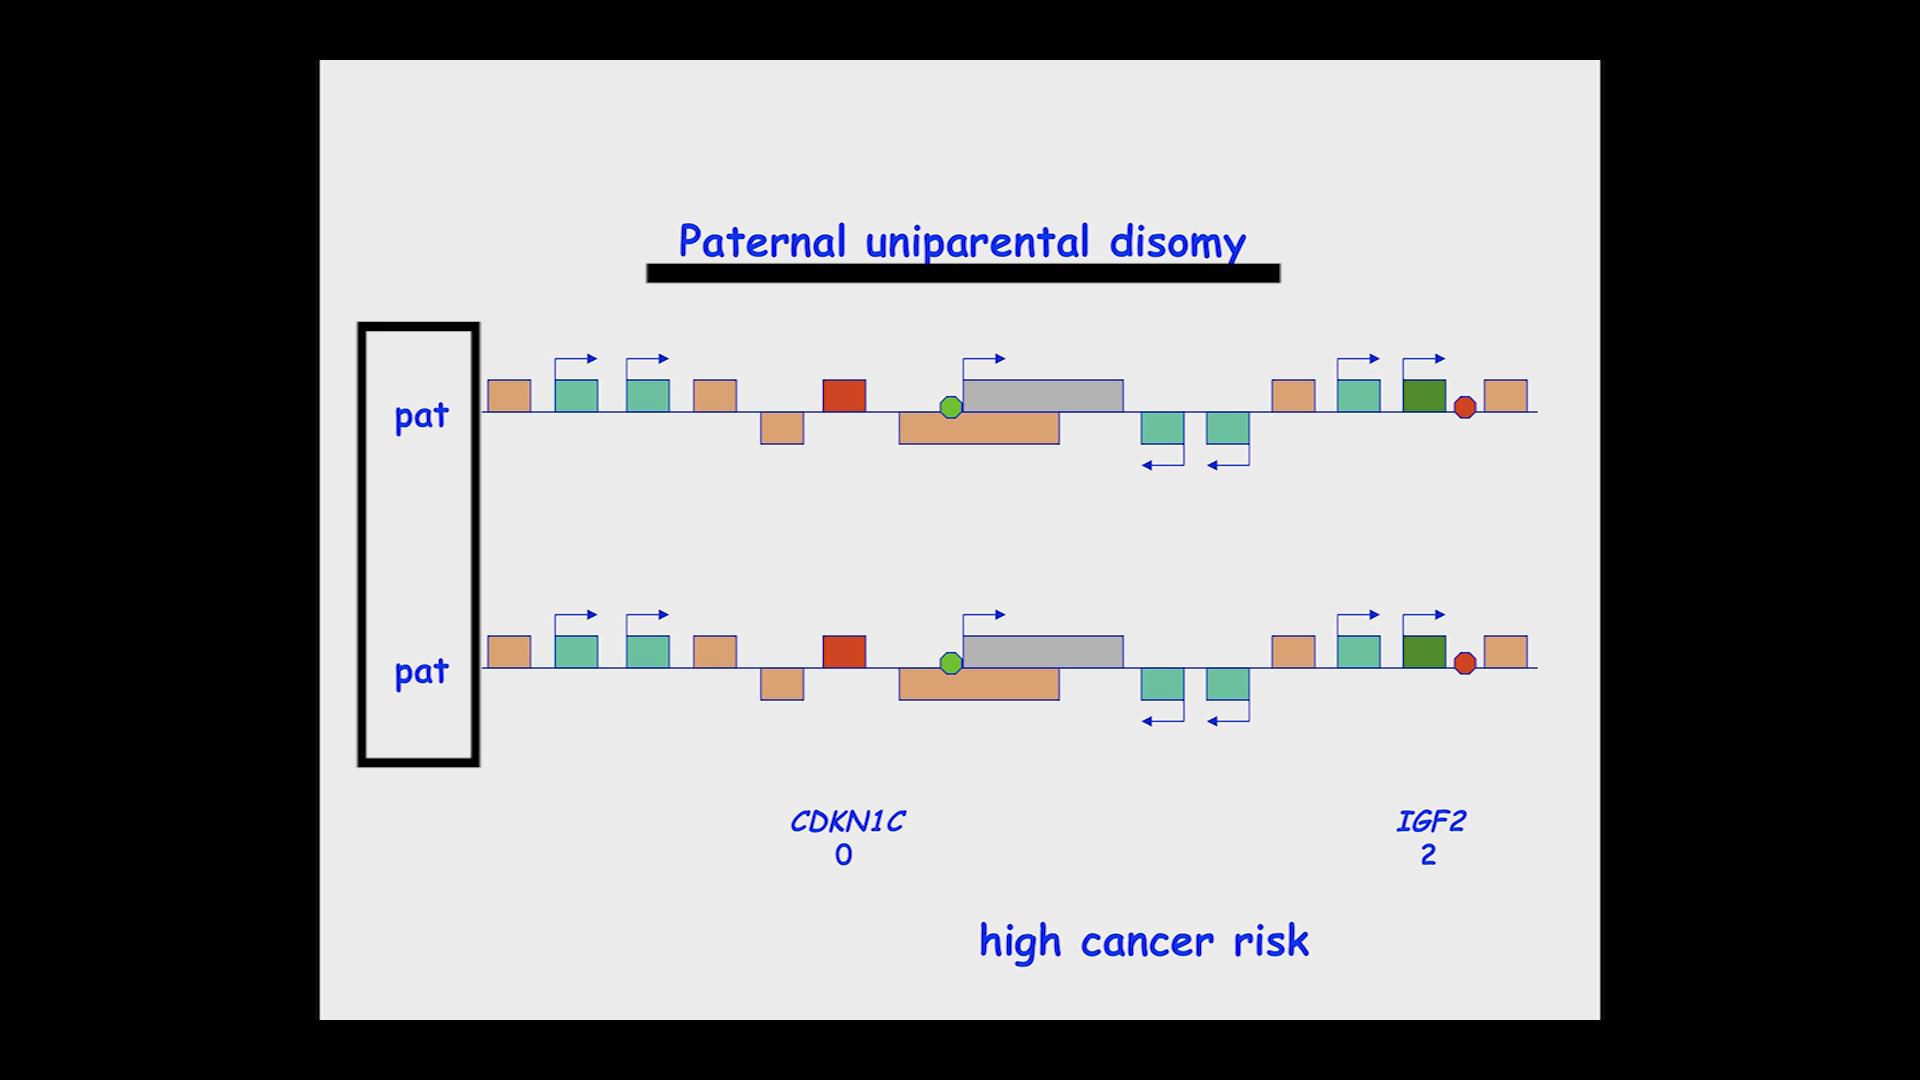 Paternal uniparental disomy
pat
pat
CDKN1C IGF2
0 2
high cancer risk